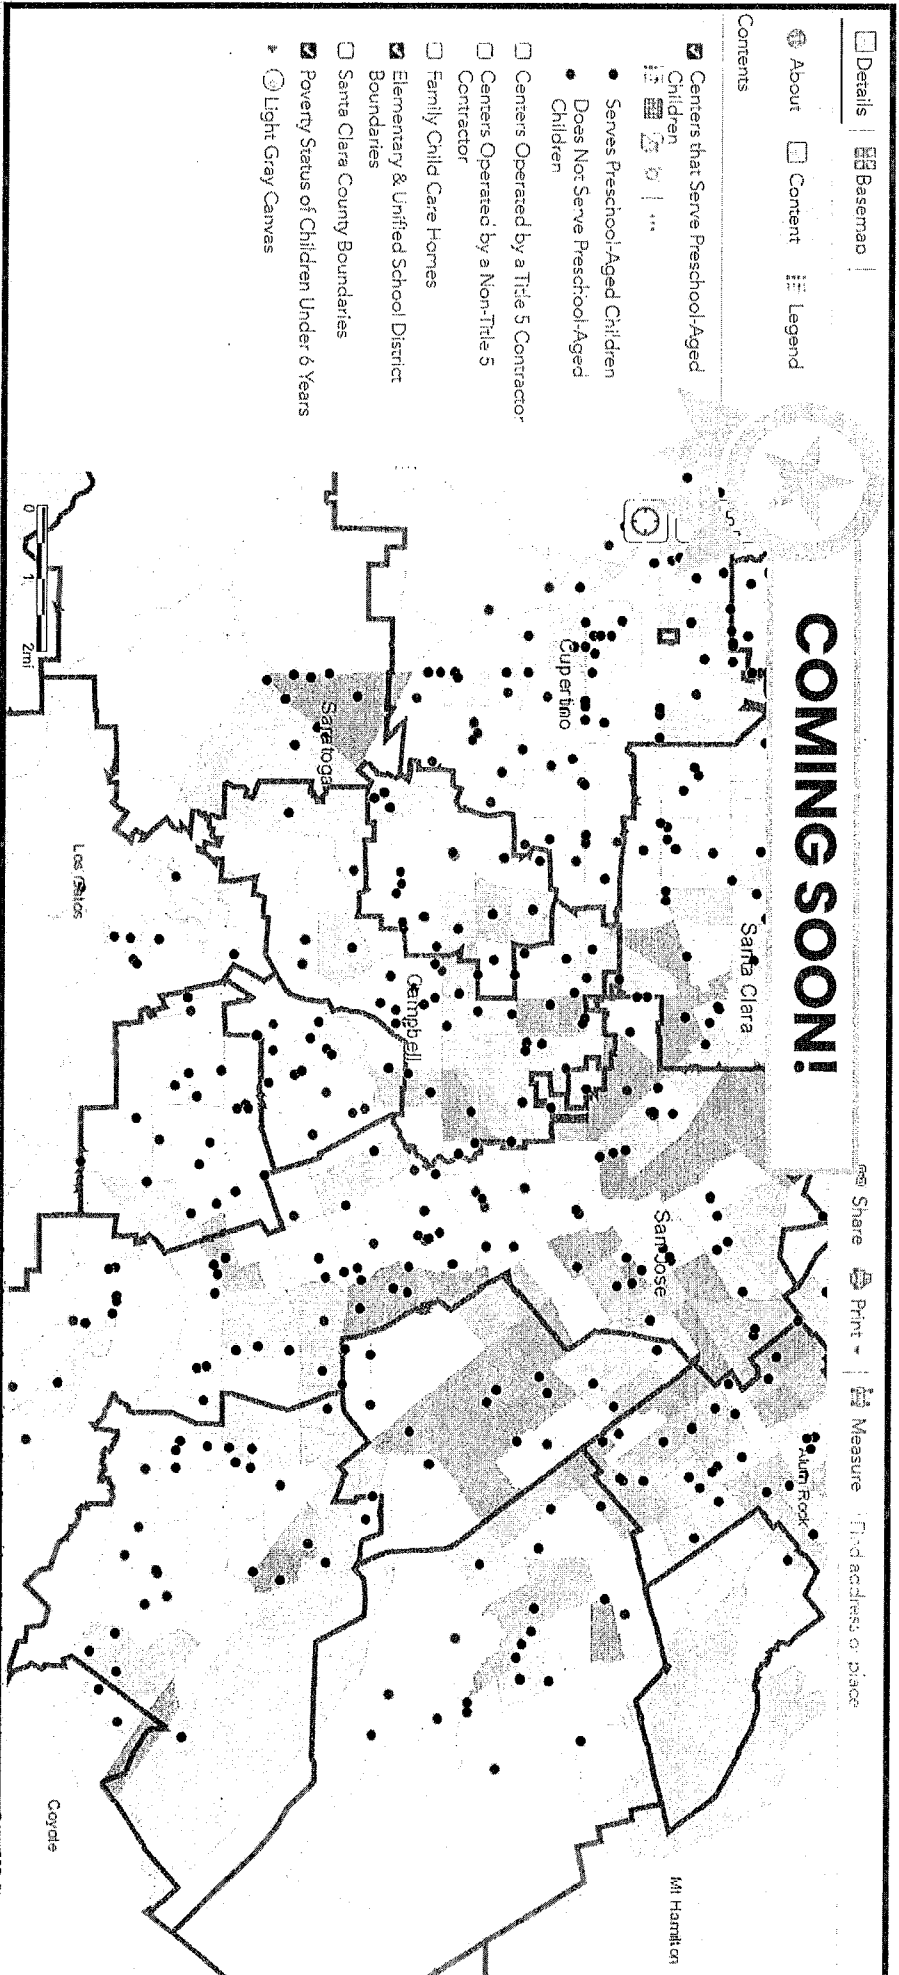 Details
Basemap
Share
Print
Measure
Find address or place
About
Content
Legend
COMING SOON!
Contents
Centers that Serve Preschool-Aged
Children
Serves Preschool-Aged Children
Does Not Serve Preschool-Aged
Children
Centers Operated by a Title 5 Contractor
Centers Operated by a Non-Title 5
Contractor
Family Child Care Homes
Elementary & Unified School District
Boundaries
Santa Clara County Boundaries
Poverty Status of Children Under 6 Years
Light Gray Canvas
Santa Clara
Alum Rock
San Jose
Mt Hamilton
Cupertino
Campbell
Saratoga
Los Gatos
Coyote
0 1 2mi